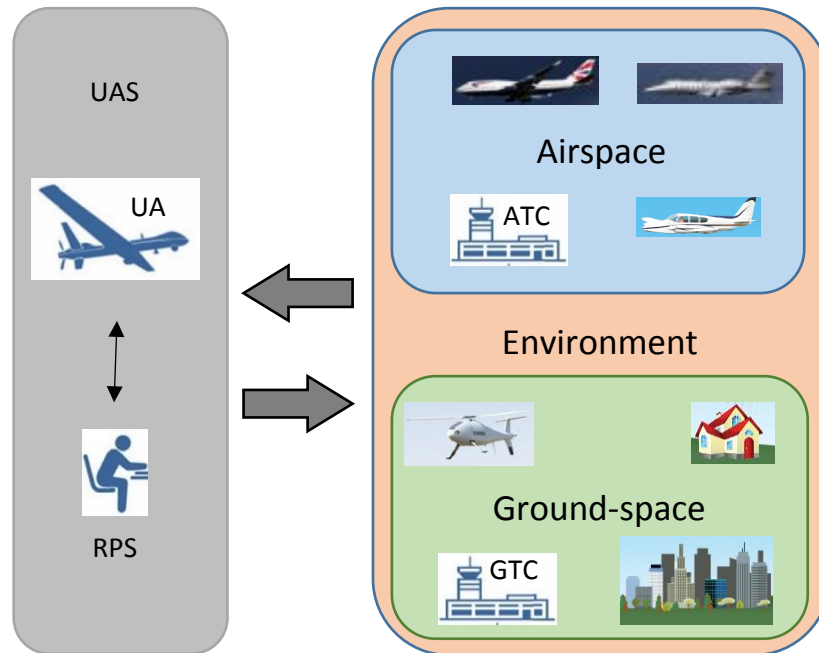 UAS
UA
RPS
Airspace
ATC
Environment
Ground-space
GTC